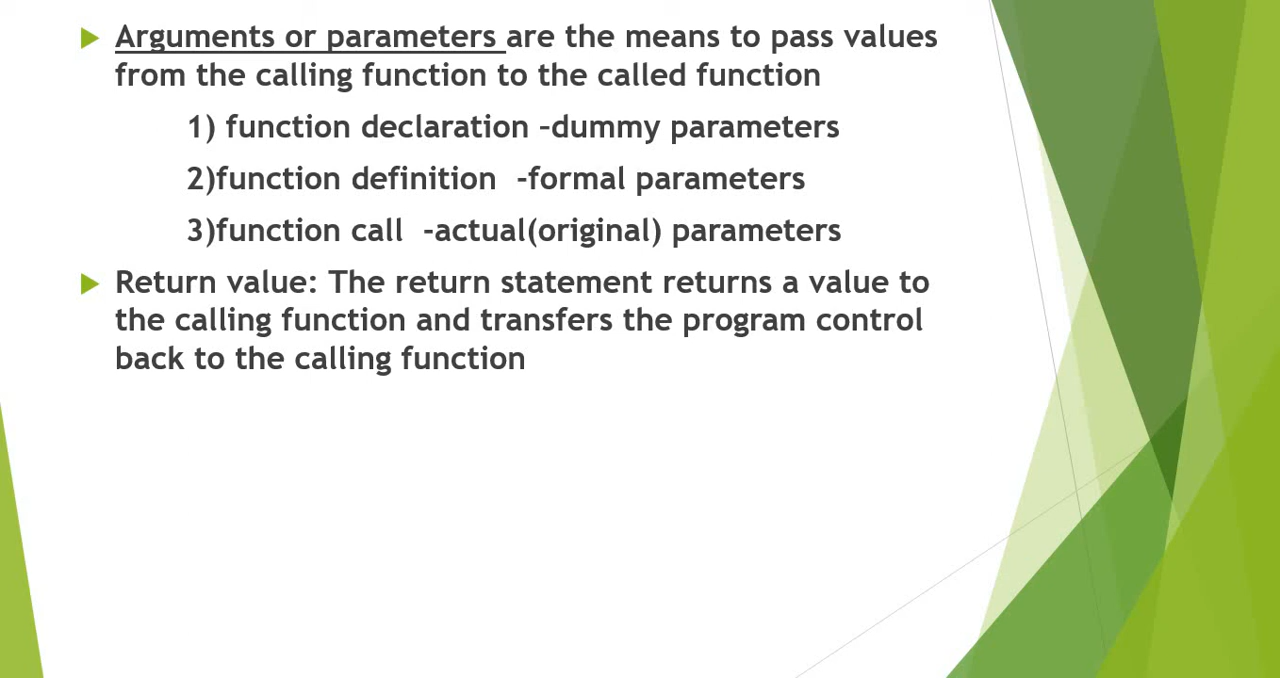 Arguments or parameters are the means to pass values
from the calling function to the called function
1) function declaration –dummy parameters
2)function definition  -formal parameters
3)function call  -actual(original) parameters
Return value: The return statement returns a value to
the calling function and transfers the program control
back to the calling function